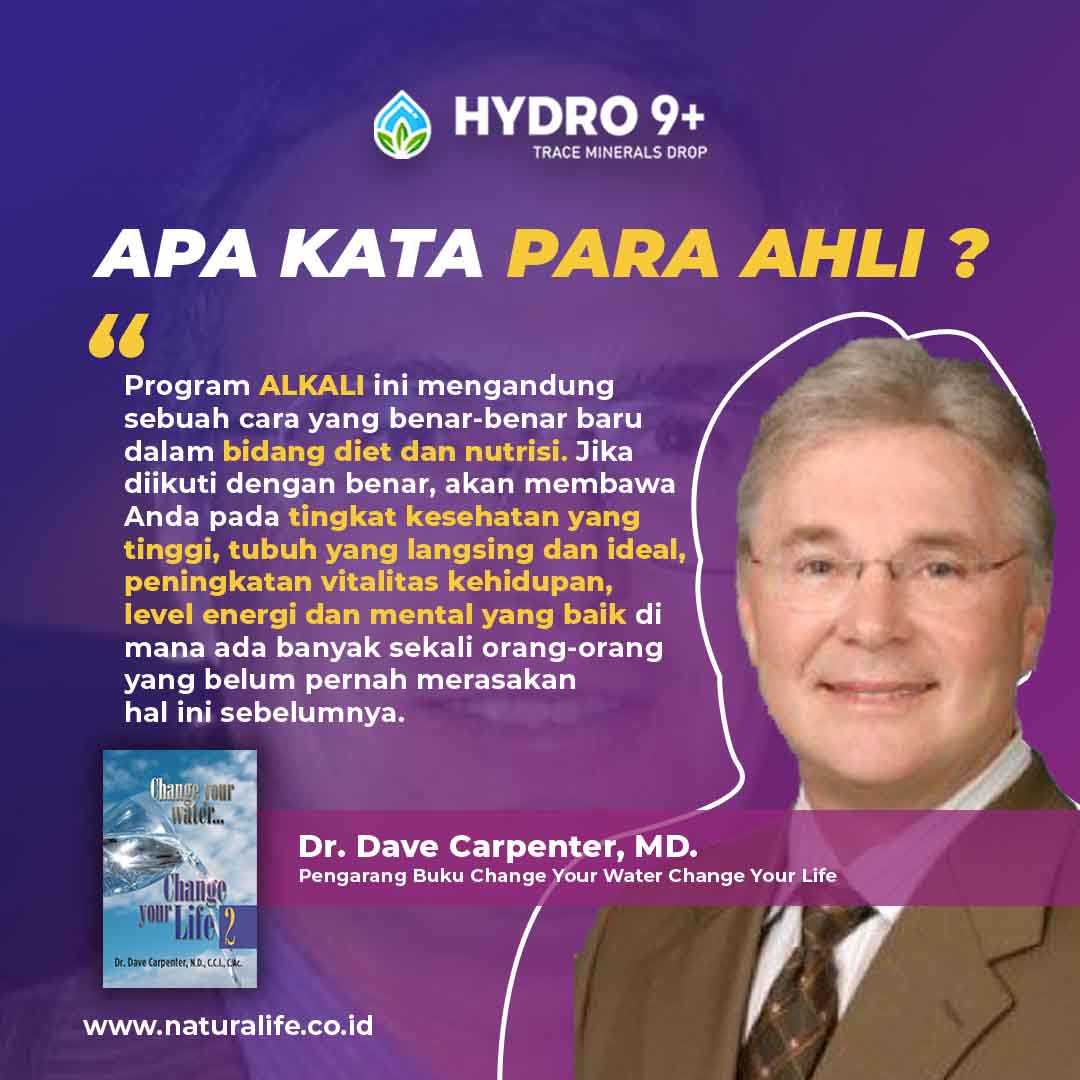 HYDRO 9+
TRACE MINERALS DROP
APA KATA PARA AHLI ?
“
Program ALKALI ini mengandung
sebuah cara yang benar-benar baru
dalam bidang diet dan nutrisi. Jika
diikuti dengan benar, akan membawa
Anda pada tingkat kesehatan yang
tinggi, tubuh yang langsing dan ideal,
peningkatan vitalitas kehidupan,
level energi dan mental yang baik di
mana ada banyak sekali orang-orang
yang belum pernah merasakan
hal ini sebelumnya.
Change your
water...
Change
your Life 2
Dr. Dave Carpenter, N.D., C.C.I., C.Ac.
Dr. Dave Carpenter, MD.
Pengarang Buku Change Your Water Change Your Life
www.naturalife.co.id